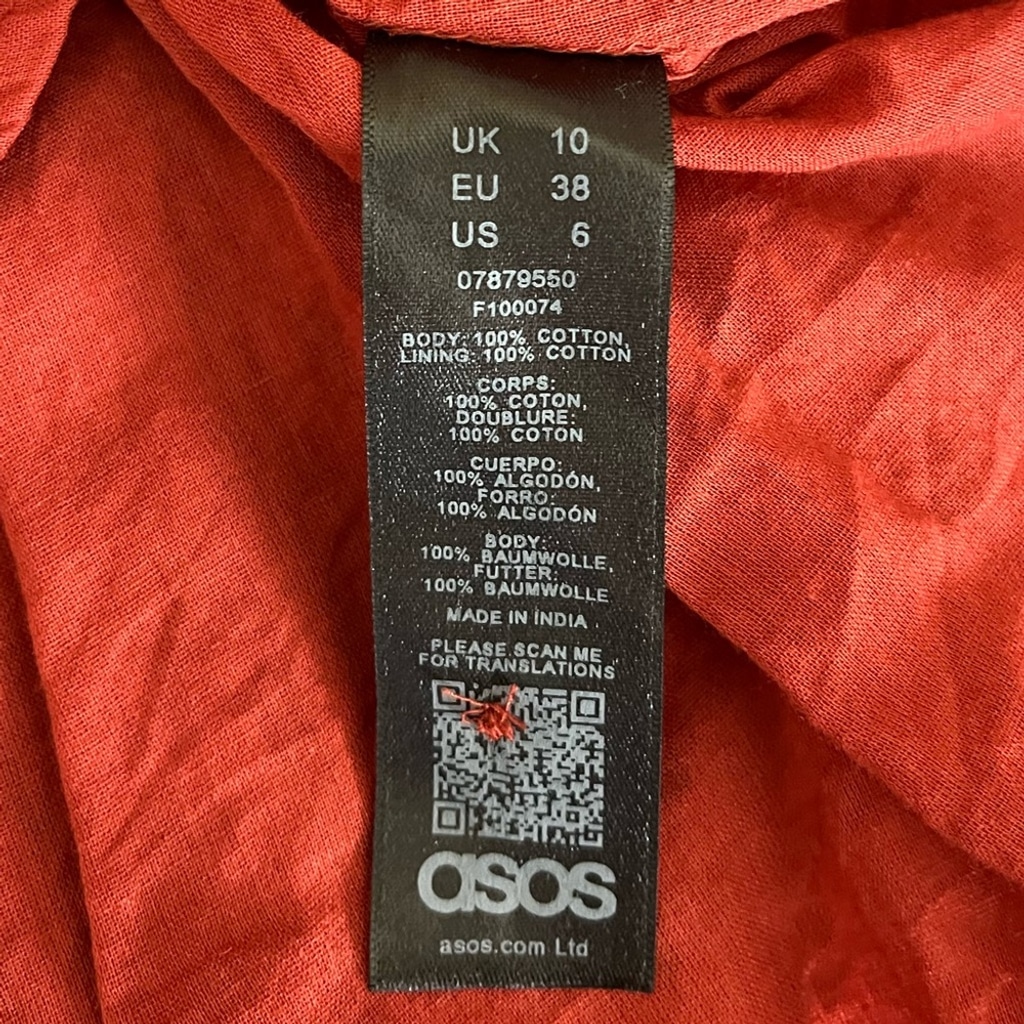 UK 10
EU 38
US 6
07879550
F100074
BODY: 100% COTTON,
LINING: 100% COTTON
CORPS:
100% COTON,
DOUBLURE:
100% COTON
CUERPO:
100% ALGODÓN,
FORRO:
100% ALGODÓN
BODY:
100% BAUMWOLLE,
FUTTER:
100% BAUMWOLLE
MADE IN INDIA
PLEASE SCAN ME
FOR TRANSLATIONS
asos
asos.com Ltd